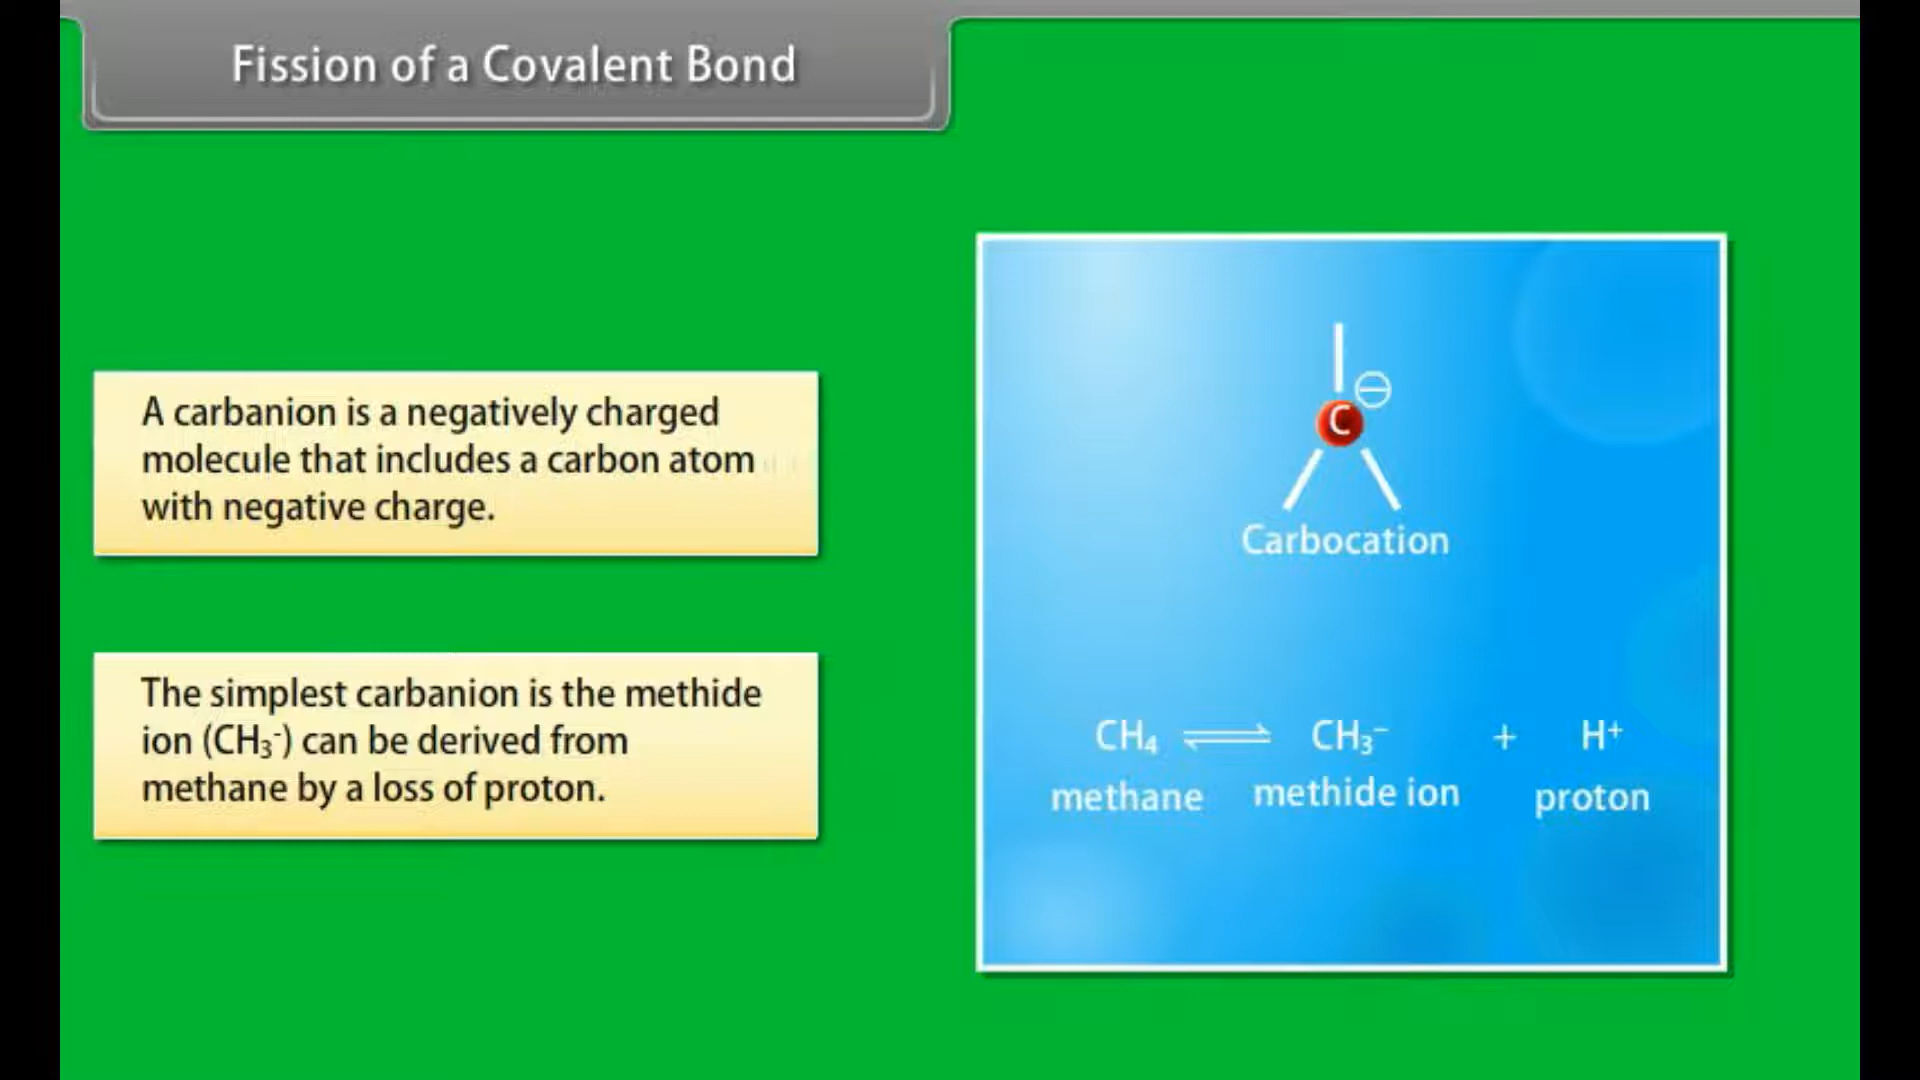 Fission of a Covalent Bond
A carbanion is a negatively charged
molecule that includes a carbon atom
with negative charge.
The simplest carbanion is the methide
ion (CH₃⁻) can be derived from
methane by a loss of proton.
C ⊖
Carbocation
CH₄ ⇌ CH₃⁻ + H⁺
methane methide ion proton